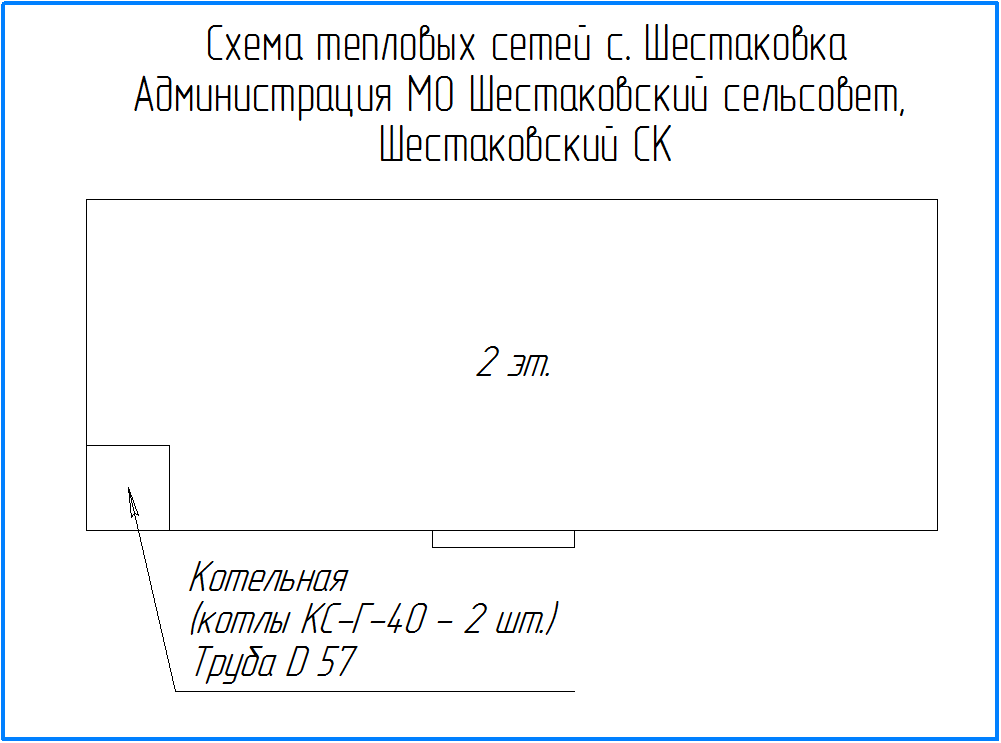 Схема тепловых сетей с. Шестаковка
Администрация МО Шестаковский сельсовет,
Шестаковский СК
2 эт.
Котельная
(котлы КС-Г-40 - 2 шт.)
Труба D 57